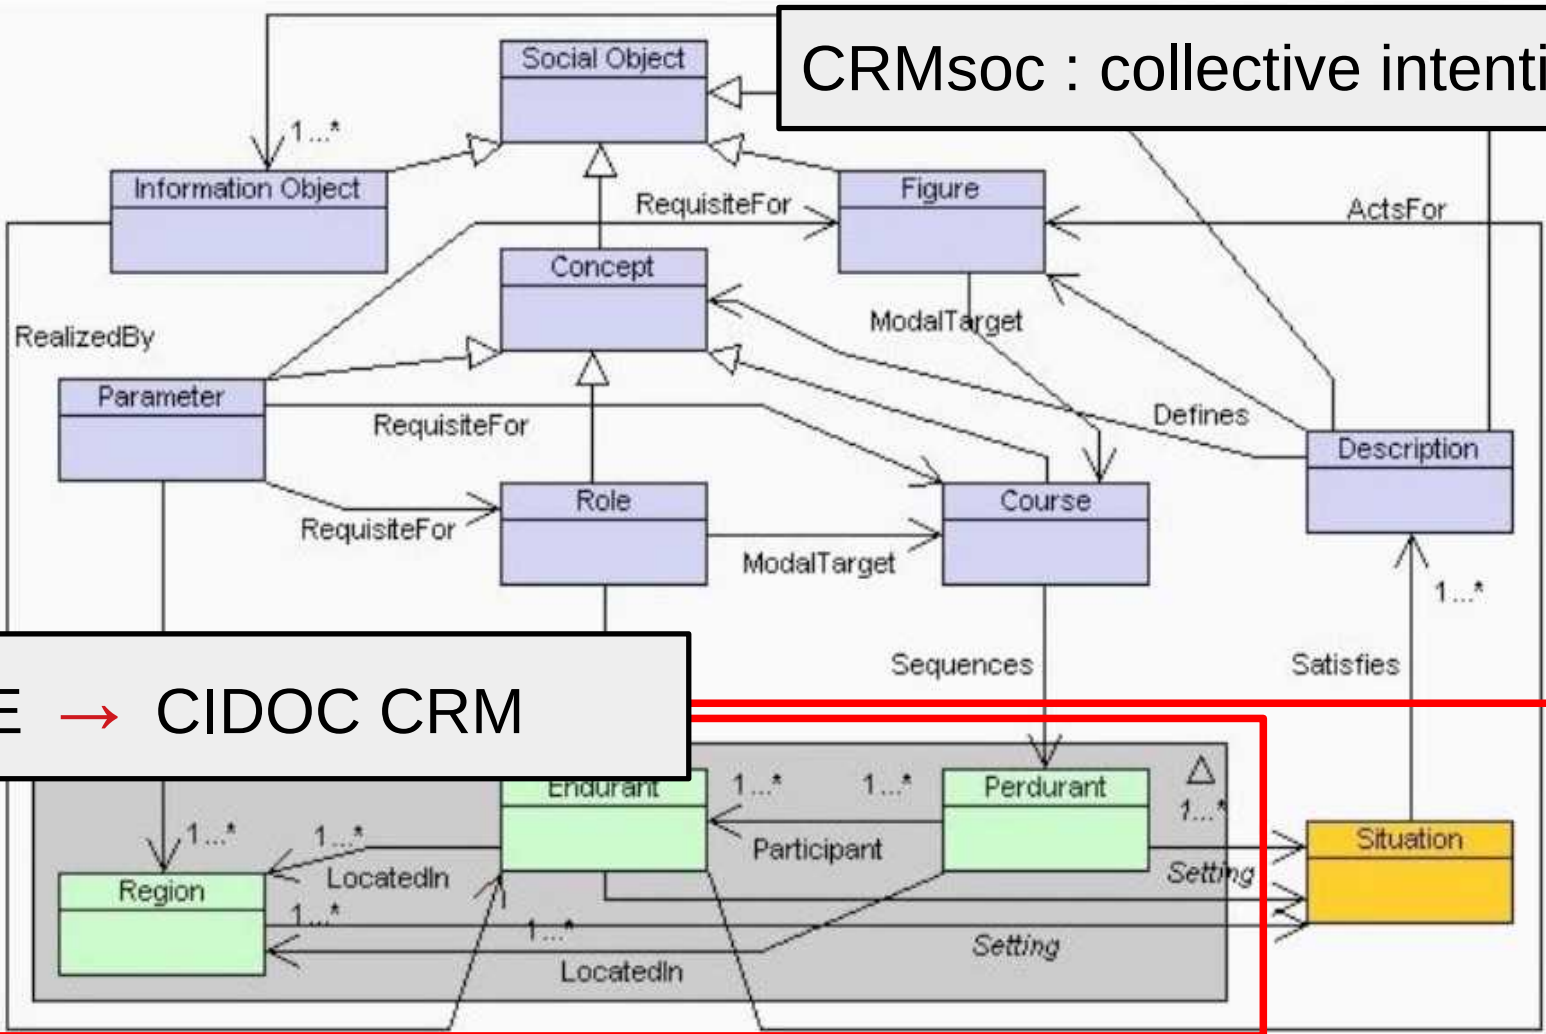 Social Object
CRMsoc : collective intenti
1...*
Information Object
RequisiteFor
Figure
ActsFor
Concept
ModalTarget
RealizedBy
Parameter
RequisiteFor
Defines
Description
Role
Course
RequisiteFor
ModalTarget
1...*
Sequences
Satisfies
E → CIDOC CRM
Endurant
1...*
1...*
Perdurant
1...*
1...*
1...*
Participant
Situation
LocatedIn
Setting
Region
1...*
1...*
Setting
LocatedIn